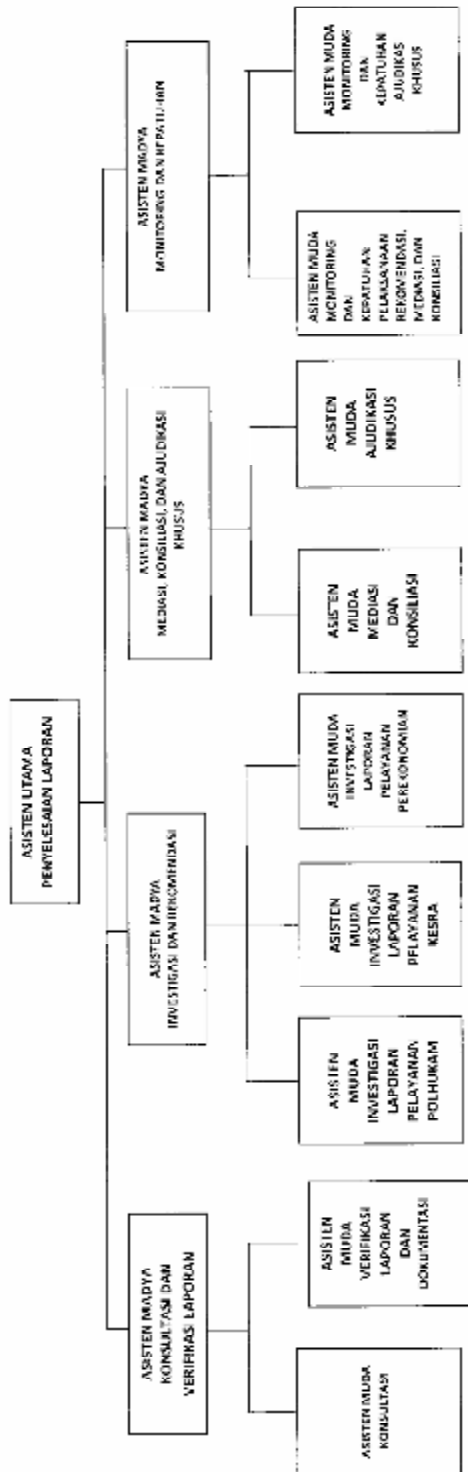 ASISTEN UTAMA
PENYELESAIAN LAPORAN
ASISTEN MADYA
KONSULTASI DAN
VERIFIKASI LAPORAN
ASISTEN MADYA
INVESTIGASI DAN REKOMENDASI
ASISTEN MADYA
MEDIASI, KONSILIASI, DAN AJUDIKASI
KHUSUS
ASISTEN MADYA
MONITORING DAN KEPATUHAN
ASISTEN MUDA
KONSULTASI
ASISTEN
MUDA
VERIFIKASI
LAPORAN
DAN
DOKUMENTASI
ASISTEN
MUDA
INVESTIGASI
LAPORAN
PELAYANAN
POLHUKAM
ASISTEN
MUDA
INVESTIGASI
LAPORAN
PELAYANAN
KESRA
ASISTEN MUDA
INVESTIGASI
LAPORAN
PELAYANAN
PEREKONOMIAN
ASISTEN
MUDA
MEDIASI
DAN
KONSILIASI
ASISTEN
MUDA
AJUDIKASI
KHUSUS
ASISTEN MUDA
MONITORING
DAN
KEPATUHAN
PELAKSANAAN
REKOMENDASI,
MEDIASI, DAN
KONSILIASI
ASISTEN MUDA
MONITORING
DAN
KEPATUHAN
AJUDIKAS
KHUSUS